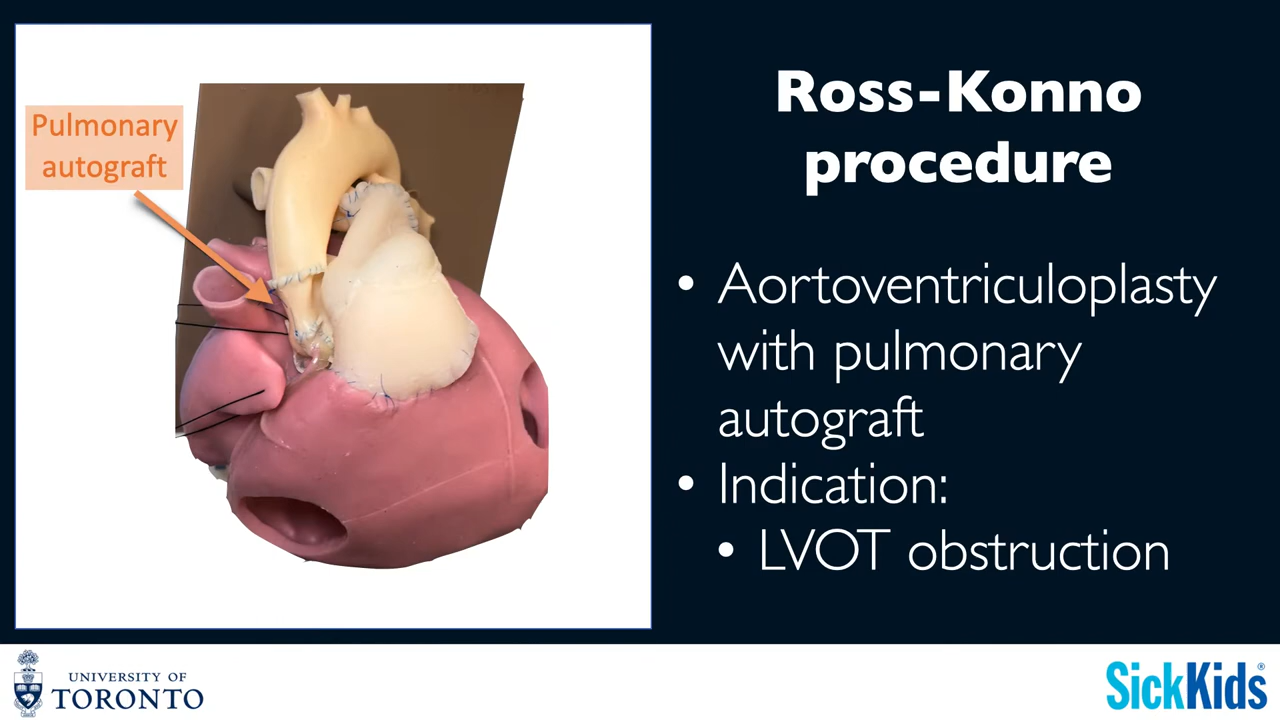 Pulmonary
autograft
Ross-Konno
procedure
• Aortoventriculoplasty
with pulmonary
autograft
• Indication:
• LVOT obstruction
UNIVERSITY OF
TORONTO
SickKids®